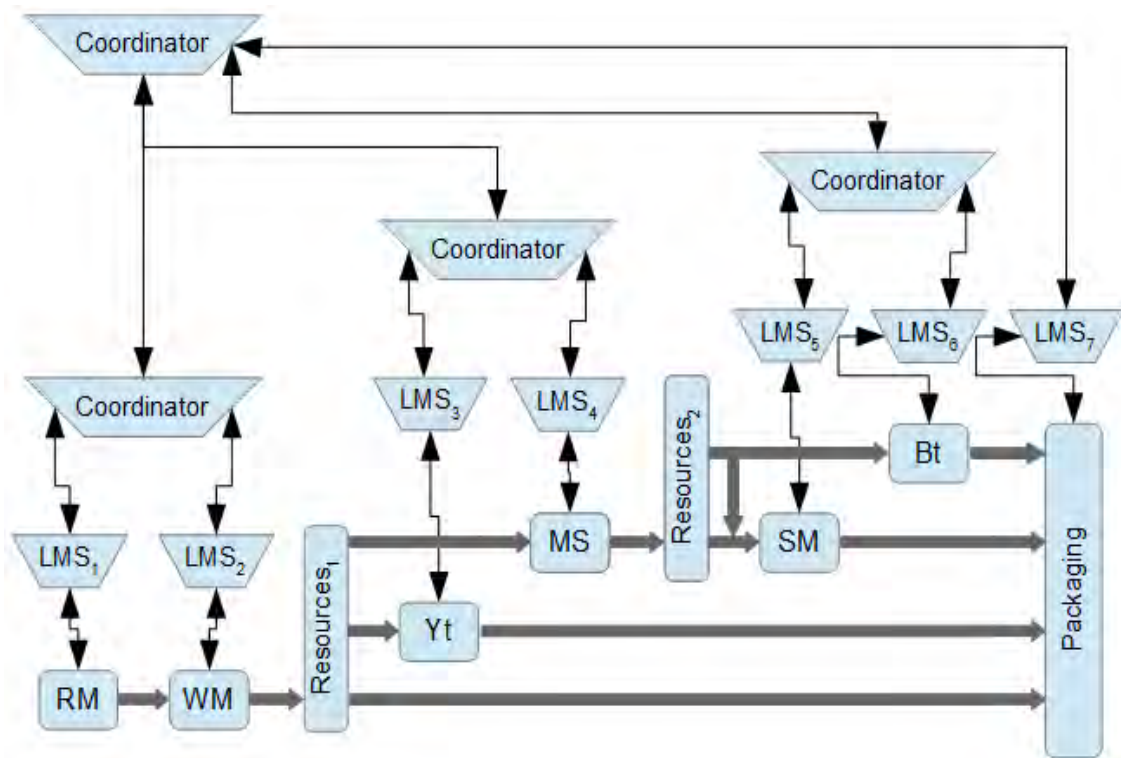 Coordinator
Coordinator
Coordinator
LMS5
LMS6
LMS7
Coordinator
LMS3
LMS4
Resources2
Bt
LMS1
LMS2
MS
SM
Resources1
Yt
Packaging
RM
WM